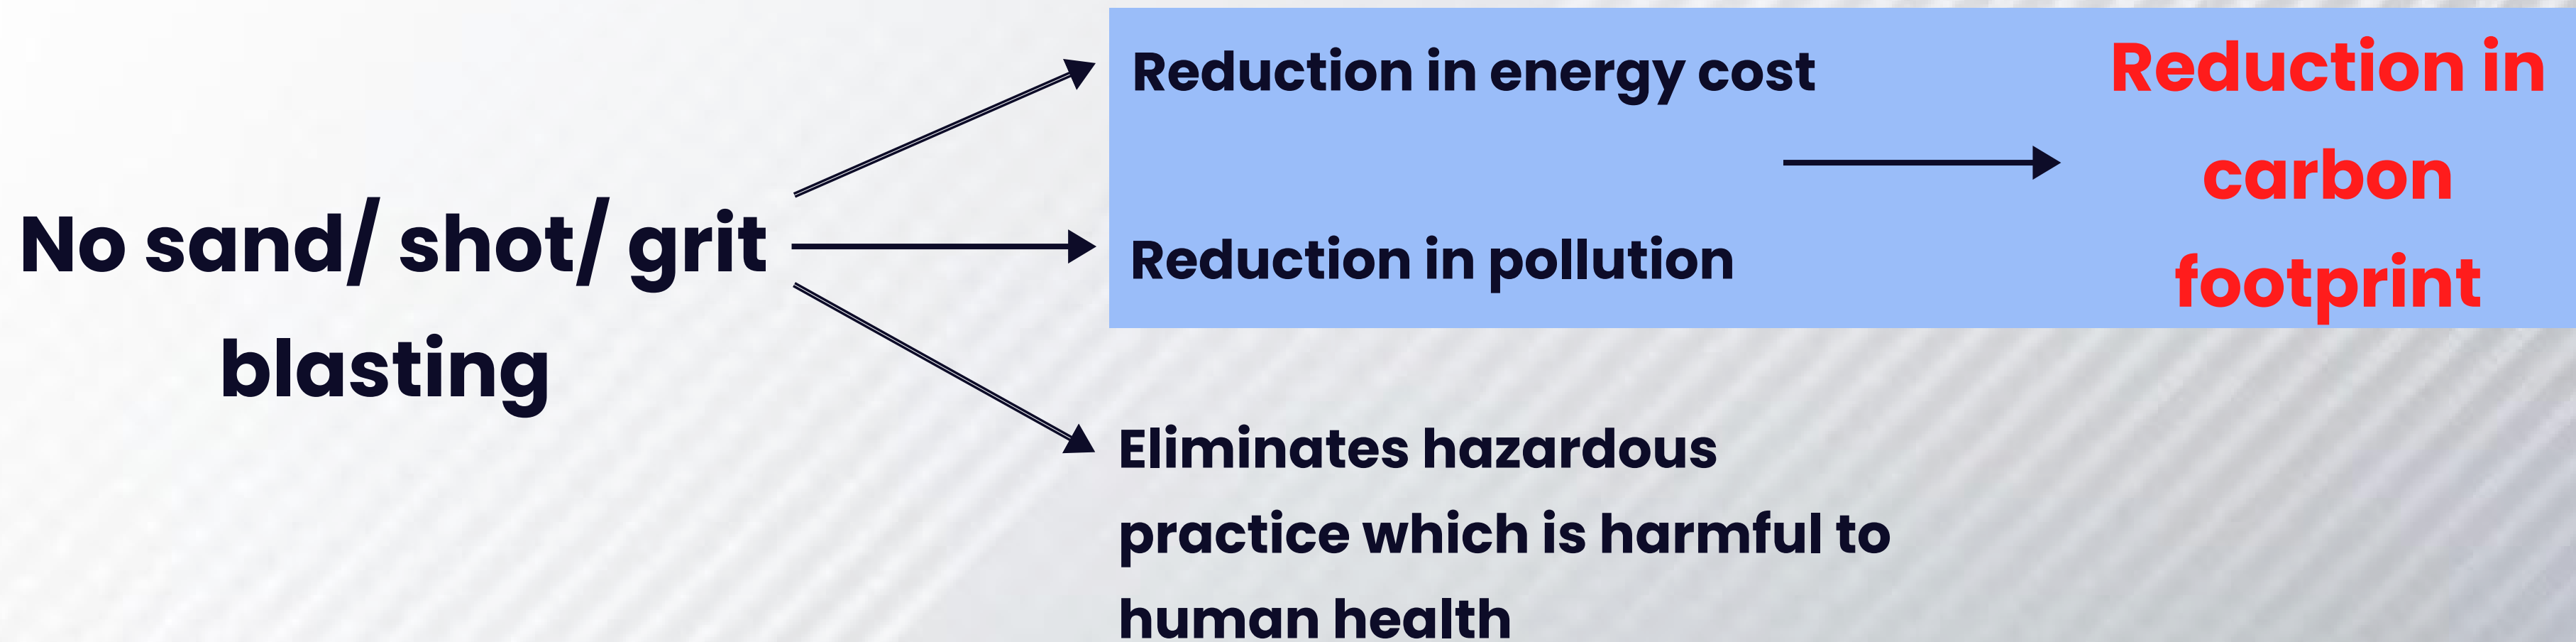 No sand/ shot/ grit
blasting
Reduction in energy cost
Reduction in pollution
Reduction in
carbon
footprint
Eliminates hazardous
practice which is harmful to
human health